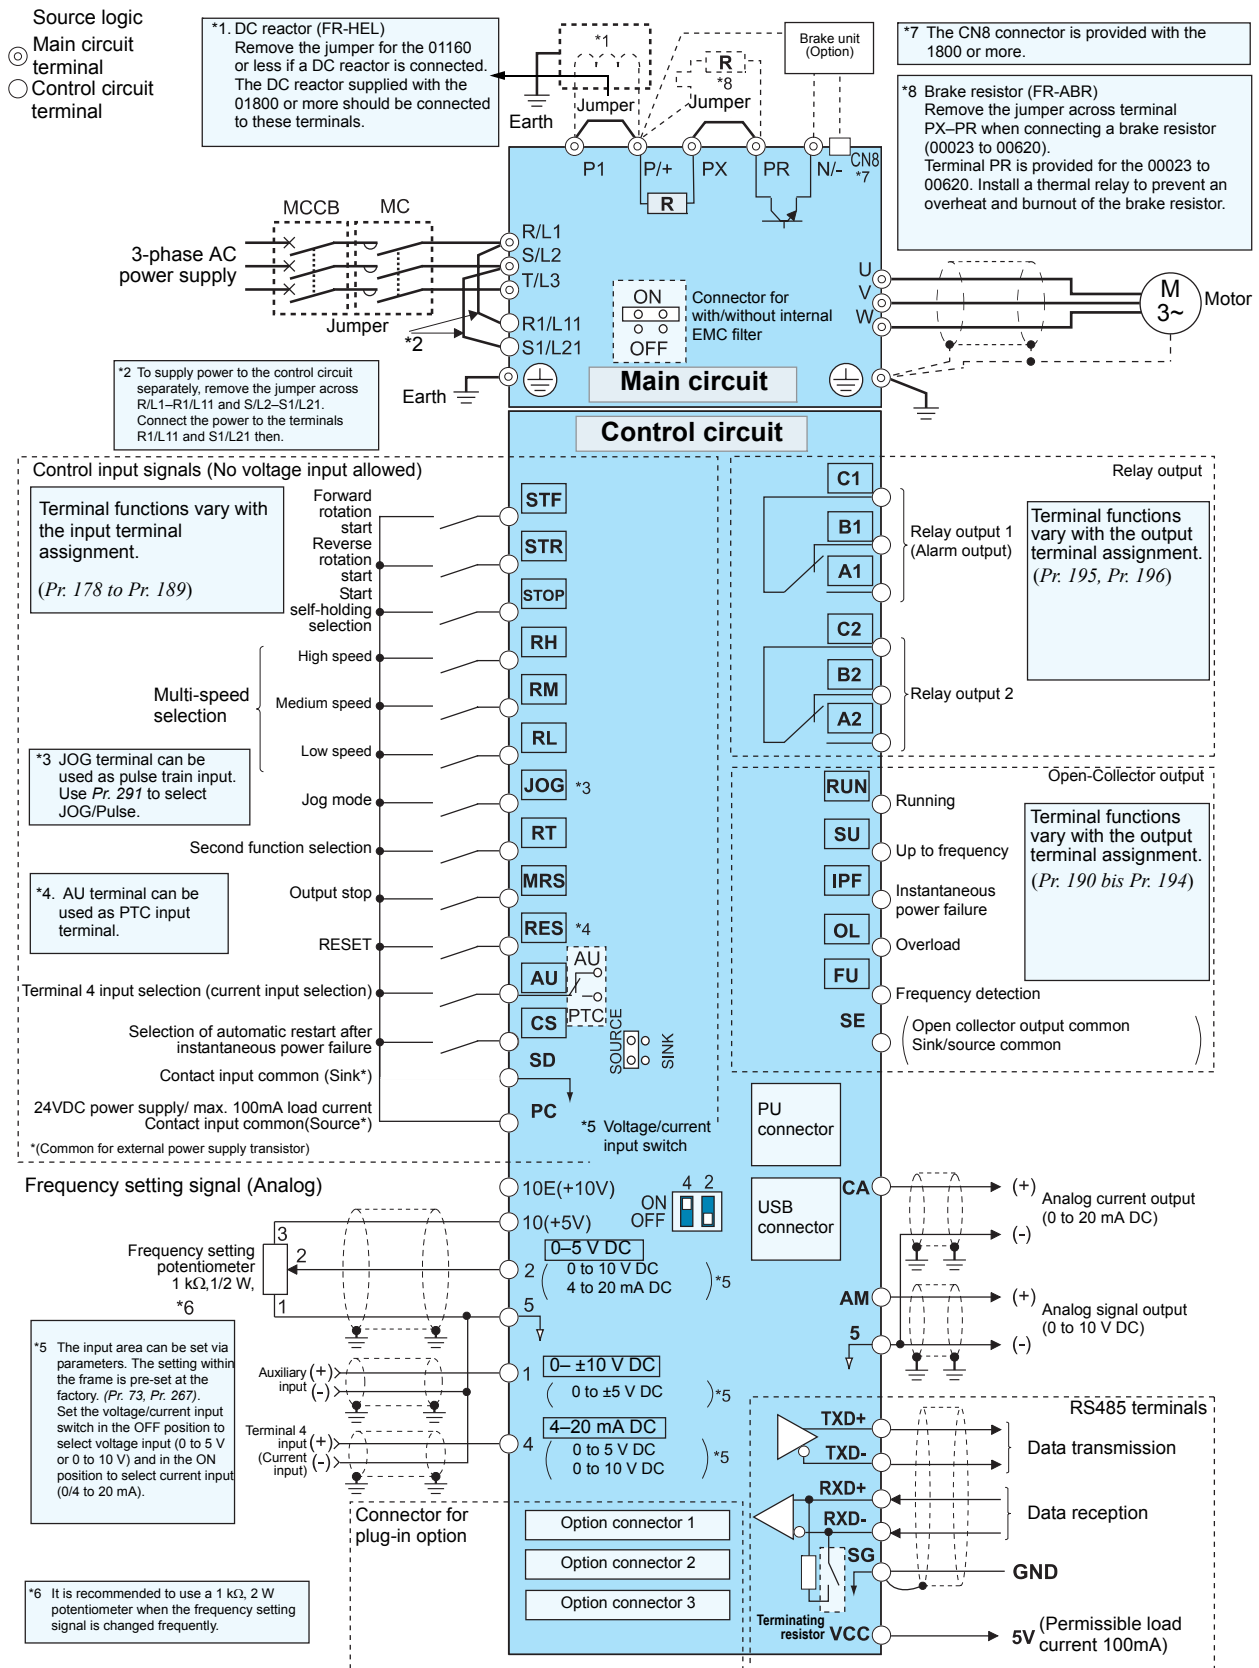 Source logic
Main circuit
terminal
Control circuit
terminal
*1. DC reactor (FR-HEL)
Remove the jumper for the 01160
or less if a DC reactor is connected.
The DC reactor supplied with the
01800 or more should be connected
to these terminals.
*1
Earth
Jumper
R
*8
Jumper
Brake unit
(Option)
*7 The CN8 connector is provided with the
1800 or more.
*8 Brake resistor (FR-ABR)
Remove the jumper across terminal
PX–PR when connecting a brake resistor
(00023 to 00620).
Terminal PR is provided for the 00023 to
00620. Install a thermal relay to prevent an
overheat and burnout of the brake resistor.
P1
P/+
PX
PR
N/-
CN8
*7
R
MCCB
MC
3-phase AC
power supply
Jumper
*2
R/L1
S/L2
T/L3
R1/L11
S1/L21
ON
OFF
Connector for
with/without internal
EMC filter
U
V
W
M
3~
Motor
*2 To supply power to the control circuit
separately, remove the jumper across
R/L1–R1/L11 and S/L2–S1/L21.
Connect the power to the terminals
R1/L11 and S1/L21 then.
Earth
Main circuit
Control circuit
Control input signals (No voltage input allowed)
Terminal functions vary with
the input terminal
assignment.
(Pr. 178 to Pr. 189)
Forward
rotation
start
Reverse
rotation
start
Start
self-holding
selection
Multi-speed
selection
High speed
Medium speed
Low speed
*3 JOG terminal can be
used as pulse train input.
Use Pr. 291 to select
JOG/Pulse.
Jog mode
Second function selection
*4. AU terminal can be
used as PTC input
terminal.
Output stop
RESET
Terminal 4 input selection (current input selection)
Selection of automatic restart after
instantaneous power failure
Contact input common (Sink*)
24VDC power supply/ max. 100mA load current
Contact input common(Source*)
*(Common for external power supply transistor)
STF
STR
STOP
RH
RM
RL
JOG *3
RT
MRS
RES *4
AU
CS
SD
PC
AU
PTC
SOURCE
SINK
*5 Voltage/current
input switch
Relay output
C1
B1
A1
Relay output 1
(Alarm output)
Terminal functions
vary with the output
terminal assignment.
(Pr. 195, Pr. 196)
C2
B2
A2
Relay output 2
Open-Collector output
RUN
Running
SU
Up to frequency
IPF
Instantaneous
power failure
OL
Overload
FU
Frequency detection
SE
Open collector output common
Sink/source common
Terminal functions
vary with the output
terminal assignment.
(Pr. 190 bis Pr. 194)
PU
connector
USB
connector
Frequency setting signal (Analog)
Frequency setting
potentiometer
1 kΩ,1/2 W,
*6
3
2
1
10E(+10V)
10(+5V)
ON
OFF
4 2
2
0–5 V DC
0 to 10 V DC
4 to 20 mA DC
*5
5
*5 The input area can be set via
parameters. The setting within
the frame is pre-set at the
factory. (Pr. 73, Pr. 267).
Set the voltage/current input
switch in the OFF position to
select voltage input (0 to 5 V
or 0 to 10 V) and in the ON
position to select current input
(0/4 to 20 mA).
Auxiliary
input
(+)
(-)
1
0– ±10 V DC
0 to ±5 V DC
*5
Terminal 4
input
(Current
input)
(+)
(-)
4
4–20 mA DC
0 to 5 V DC
0 to 10 V DC
*5
CA
(+)
(-)
Analog current output
(0 to 20 mA DC)
AM
(+)
(-)
Analog signal output
(0 to 10 V DC)
5
RS485 terminals
TXD+
TXD-
Data transmission
RXD+
RXD-
Data reception
SG
GND
Terminating
resistor
VCC
5V
(Permissible load
current 100mA)
Connector for
plug-in option
Option connector 1
Option connector 2
Option connector 3
*6 It is recommended to use a 1 kΩ, 2 W
potentiometer when the frequency setting
signal is changed frequently.